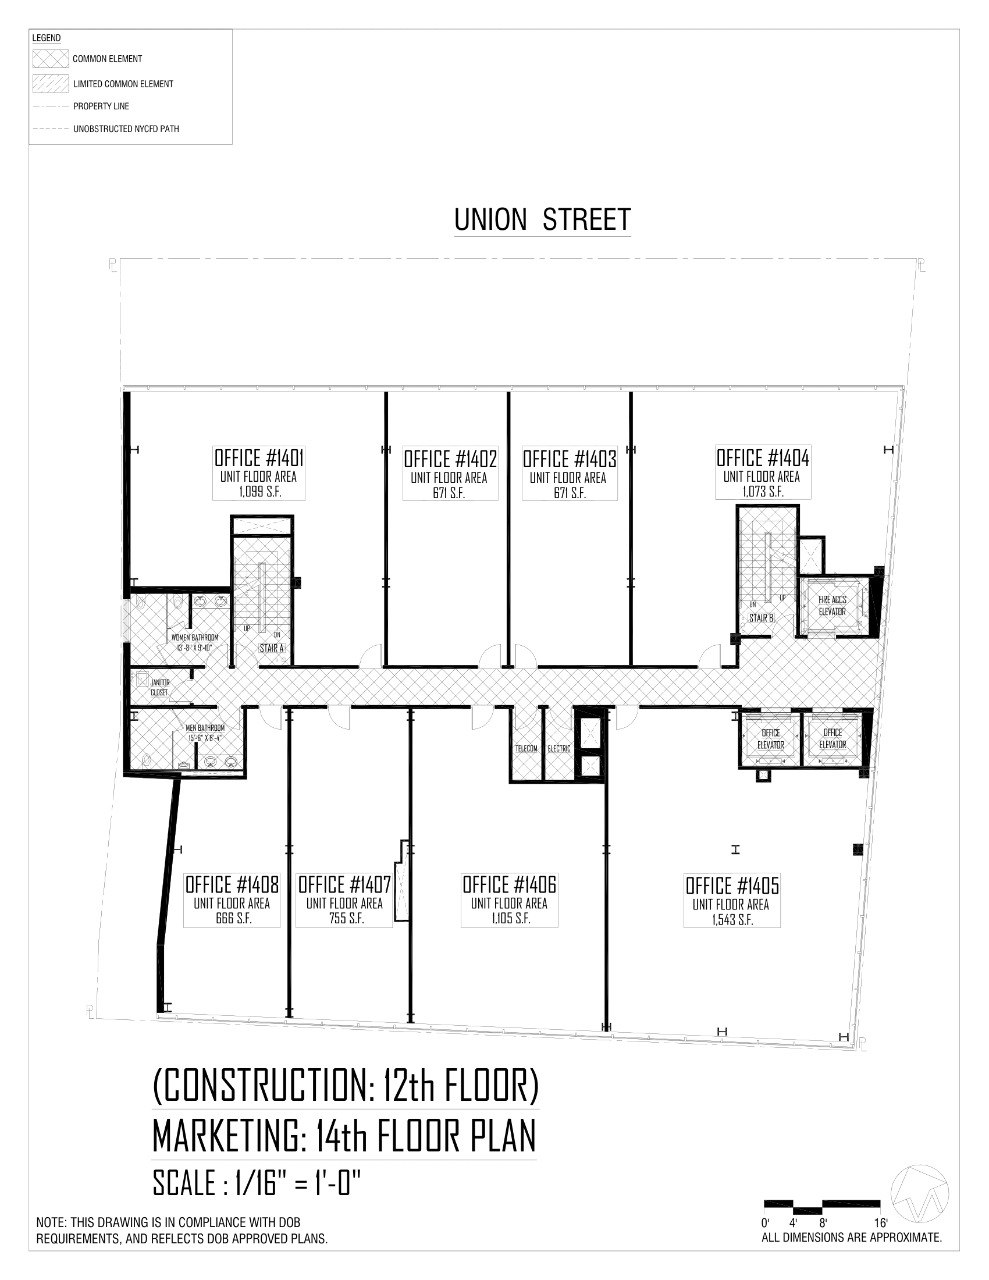 LEGEND
COMMON ELEMENT
LIMITED COMMON ELEMENT
PROPERTY LINE
UNOBSTRUCTED NYCFD PATH
UNION STREET
PL
PL
OFFICE #1401
UNIT FLOOR AREA
1,099 S.F.
OFFICE #1402
UNIT FLOOR AREA
671 S.F.
OFFICE #1403
UNIT FLOOR AREA
671 S.F.
OFFICE #1404
UNIT FLOOR AREA
1,073 S.F.
UP
DN
STAIR A
DN
UP
STAIR B
FIRE ACCS
ELEVATOR
WOMEN BATHROOM
13'-8" X 9'-10"
JANITOR
CLOSET
MEN BATHROOM
15'-6" X 8'-4"
TELECOM
ELECTRIC
OFFICE
ELEVATOR
OFFICE
ELEVATOR
OFFICE #1408
UNIT FLOOR AREA
666 S.F.
OFFICE #1407
UNIT FLOOR AREA
755 S.F.
OFFICE #1406
UNIT FLOOR AREA
1,105 S.F.
OFFICE #1405
UNIT FLOOR AREA
1,543 S.F.
PL
PL
(CONSTRUCTION: 12th FLOOR)
MARKETING: 14th FLOOR PLAN
SCALE : 1/16" = 1'-0"
NOTE: THIS DRAWING IS IN COMPLIANCE WITH DOB
REQUIREMENTS, AND REFLECTS DOB APPROVED PLANS.
0' 4' 8' 16'
ALL DIMENSIONS ARE APPROXIMATE.